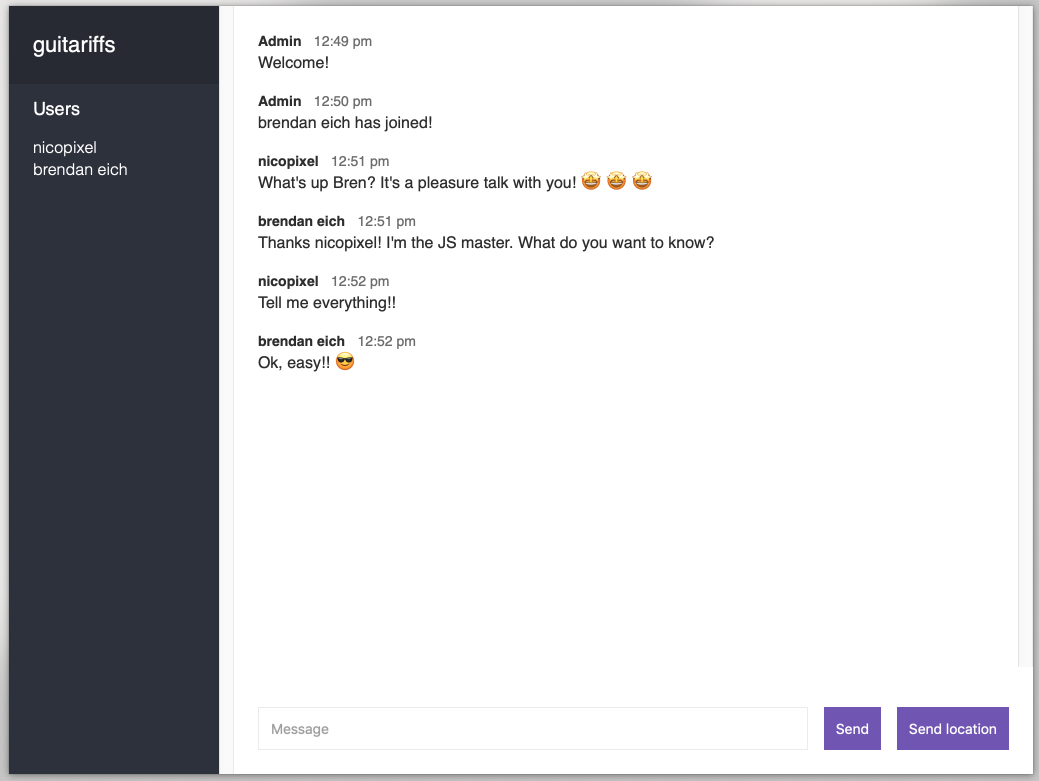 guitariffs
Users
nicopixel
brendan eich
Admin 12:49 pm
Welcome!
Admin 12:50 pm
brendan eich has joined!
nicopixel 12:51 pm
What's up Bren? It's a pleasure talk with you! 🤩 🤩 🤩
brendan eich 12:51 pm
Thanks nicopixel! I'm the JS master. What do you want to know?
nicopixel 12:52 pm
Tell me everything!!
brendan eich 12:52 pm
Ok, easy!! 😎
Message
Send
Send location